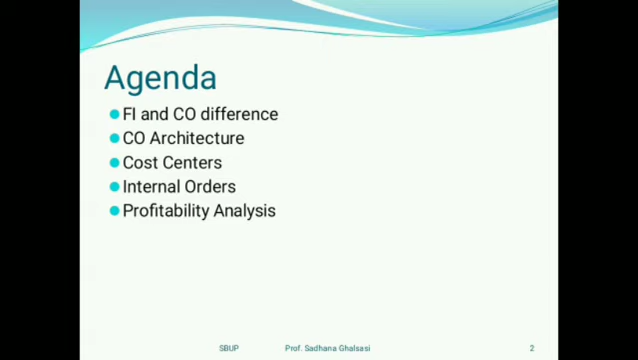 Agenda
FI and CO difference
CO Architecture
Cost Centers
Internal Orders
Profitability Analysis
SBUP Prof. Sadhana Ghalsasi 2